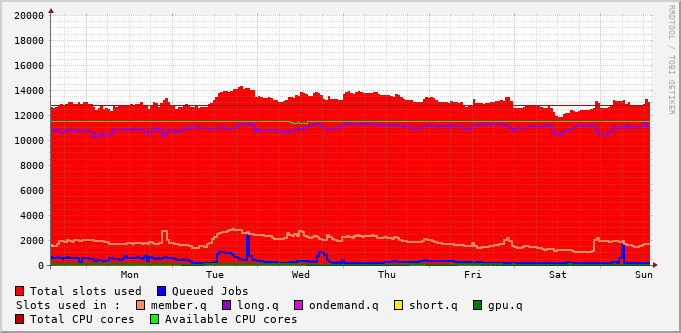 RRDTOOL / TOBI OETIKER
20000
18000
16000
14000
12000
10000
8000
6000
4000
2000
0
Mon Tue Wed Thu Fri Sat Sun
Total slots used Queued Jobs
Slots used in : member.q long.q ondemand.q short.q gpu.q
Total CPU cores Available CPU cores